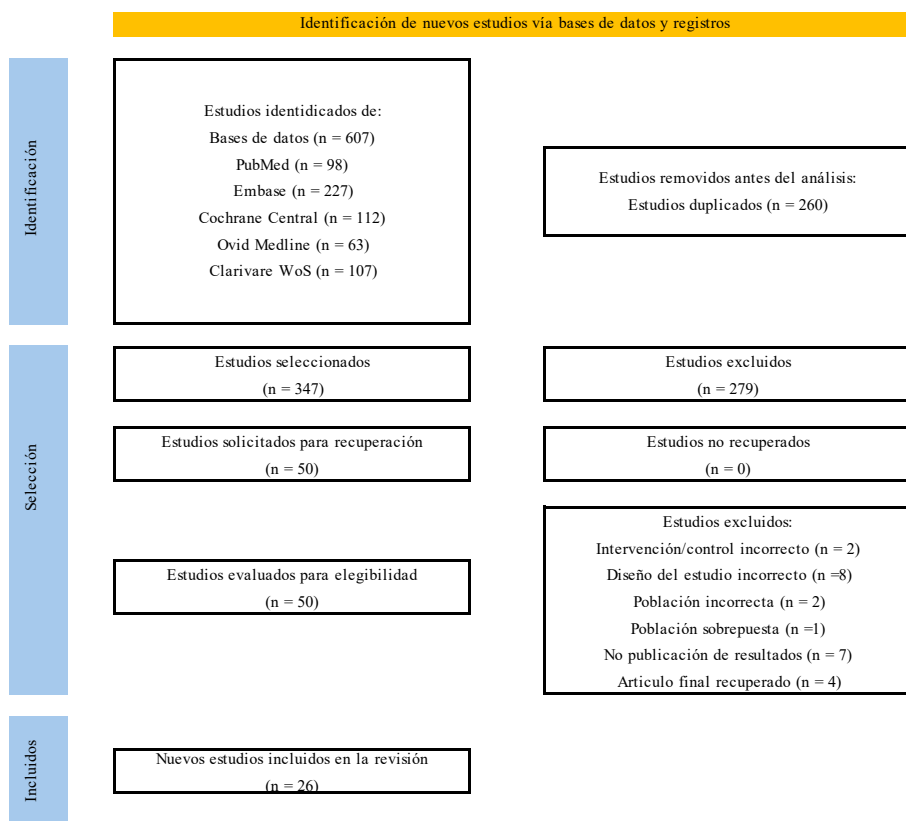 Identificación de nuevos estudios vía bases de datos y registros
Identificación
Estudios identidicados de:
Bases de datos (n = 607)
PubMed (n = 98)
Embase (n = 227)
Cochrane Central (n = 112)
Ovid Medline (n = 63)
Clarivare WoS (n = 107)
Estudios removidos antes del análisis:
Estudios duplicados (n = 260)
Selección
Estudios seleccionados
(n = 347)
Estudios excluidos
(n = 279)
Estudios solicitados para recuperación
(n = 50)
Estudios no recuperados
(n = 0)
Estudios evaluados para elegibilidad
(n = 50)
Estudios excluidos:
Intervención/control incorrecto (n = 2)
Diseño del estudio incorrecto (n =8)
Población incorrecta (n = 2)
Población sobrepuesta (n =1)
No publicación de resultados (n = 7)
Articulo final recuperado (n = 4)
Incluidos
Nuevos estudios incluidos en la revisión
(n = 26)